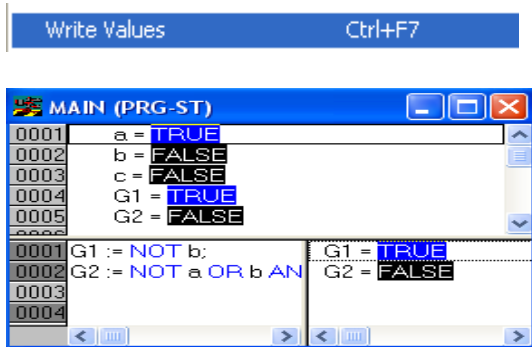 Write Values Ctrl+F7
MAIN (PRG-ST)
0001 a = TRUE
0002 b = FALSE
0003 c = FALSE
0004 G1 = TRUE
0005 G2 = FALSE
0001 G1 := NOT b; G1 = TRUE
0002 G2 := NOT a OR b AN G2 = FALSE
0003
0004